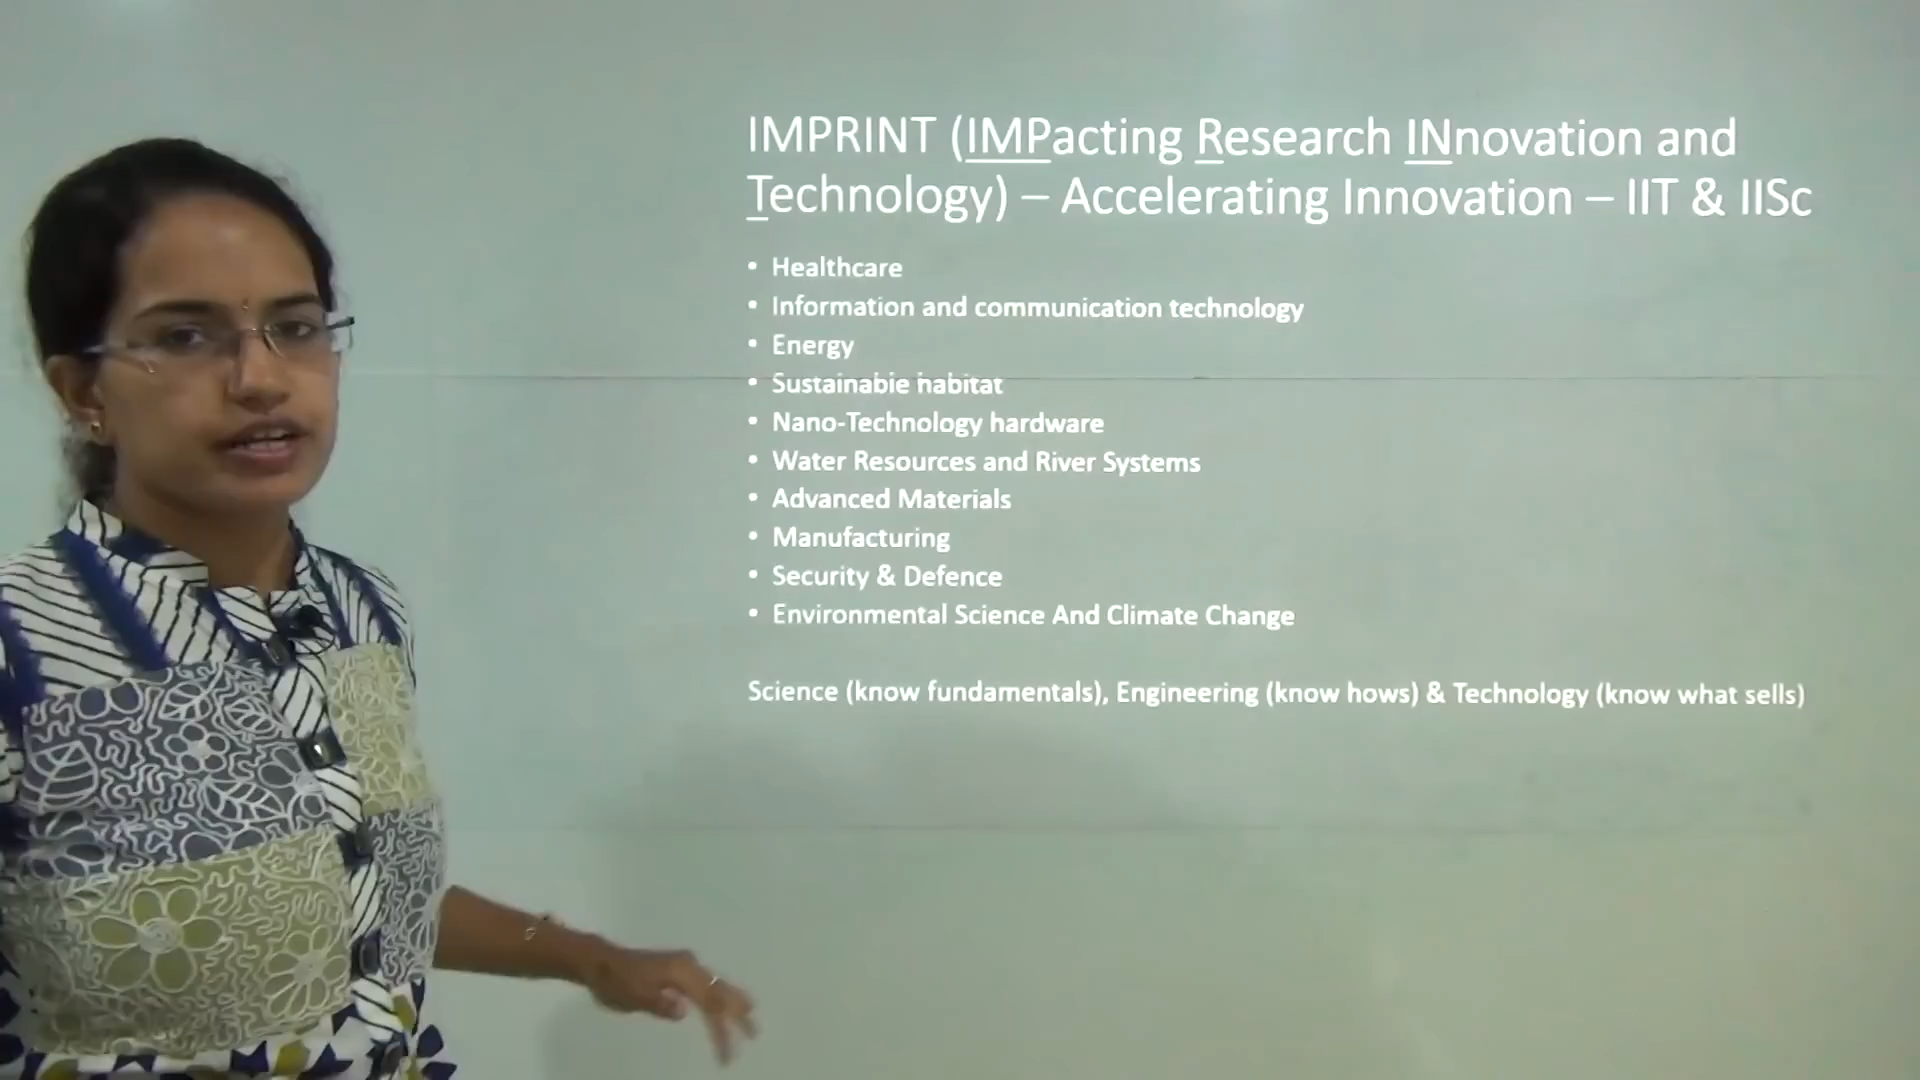 IMPRINT (IMPacting Research INnovation and
Technology) – Accelerating Innovation – IIT & IISc
• Healthcare
• Information and communication technology
• Energy
• Sustainabie habitat
• Nano-Technology hardware
• Water Resources and River Systems
• Advanced Materials
• Manufacturing
• Security & Defence
• Environmental Science And Climate Change
Science (know fundamentals), Engineering (know hows) & Technology (know what sells)